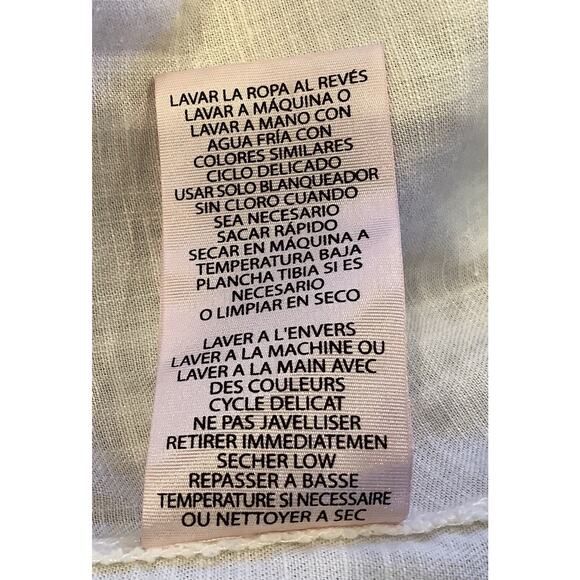 LAVAR LA ROPA AL REVÉS
LAVAR A MÁQUINA O
LAVAR A MANO CON
AGUA FRÍA CON
COLORES SIMILARES
CICLO DELICADO
USAR SOLO BLANQUEADOR
SIN CLORO CUANDO
SEA NECESARIO
SACAR RÁPIDO
SECAR EN MÁQUINA A
TEMPERATURA BAJA
PLANCHA TIBIA SI ES
NECESARIO
O LIMPIAR EN SECO
LAVER A L'ENVERS
LAVER A LA MACHINE OU
LAVER A LA MAIN AVEC
DES COULEURS
CYCLE DELICAT
NE PAS JAVELLISER
RETIRER IMMEDIATEMEN
SECHER LOW
REPASSER A BASSE
TEMPERATURE SI NECESSAIRE
OU NETTOYER A SEC